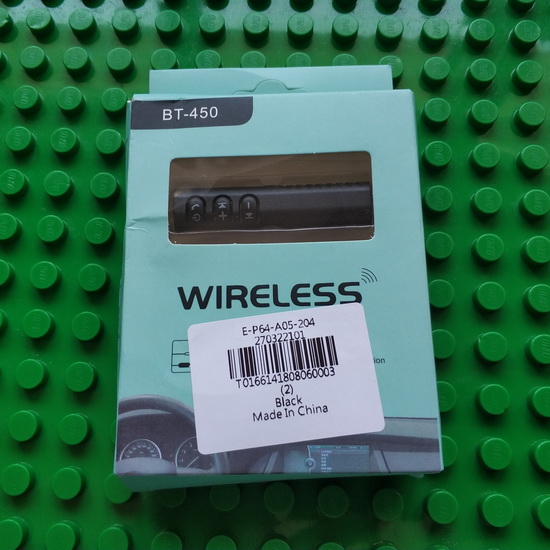 BT-450
WIRELESS
E-P64-A05-204
270322101
T0166141808060003
(2)
Black
Made In China